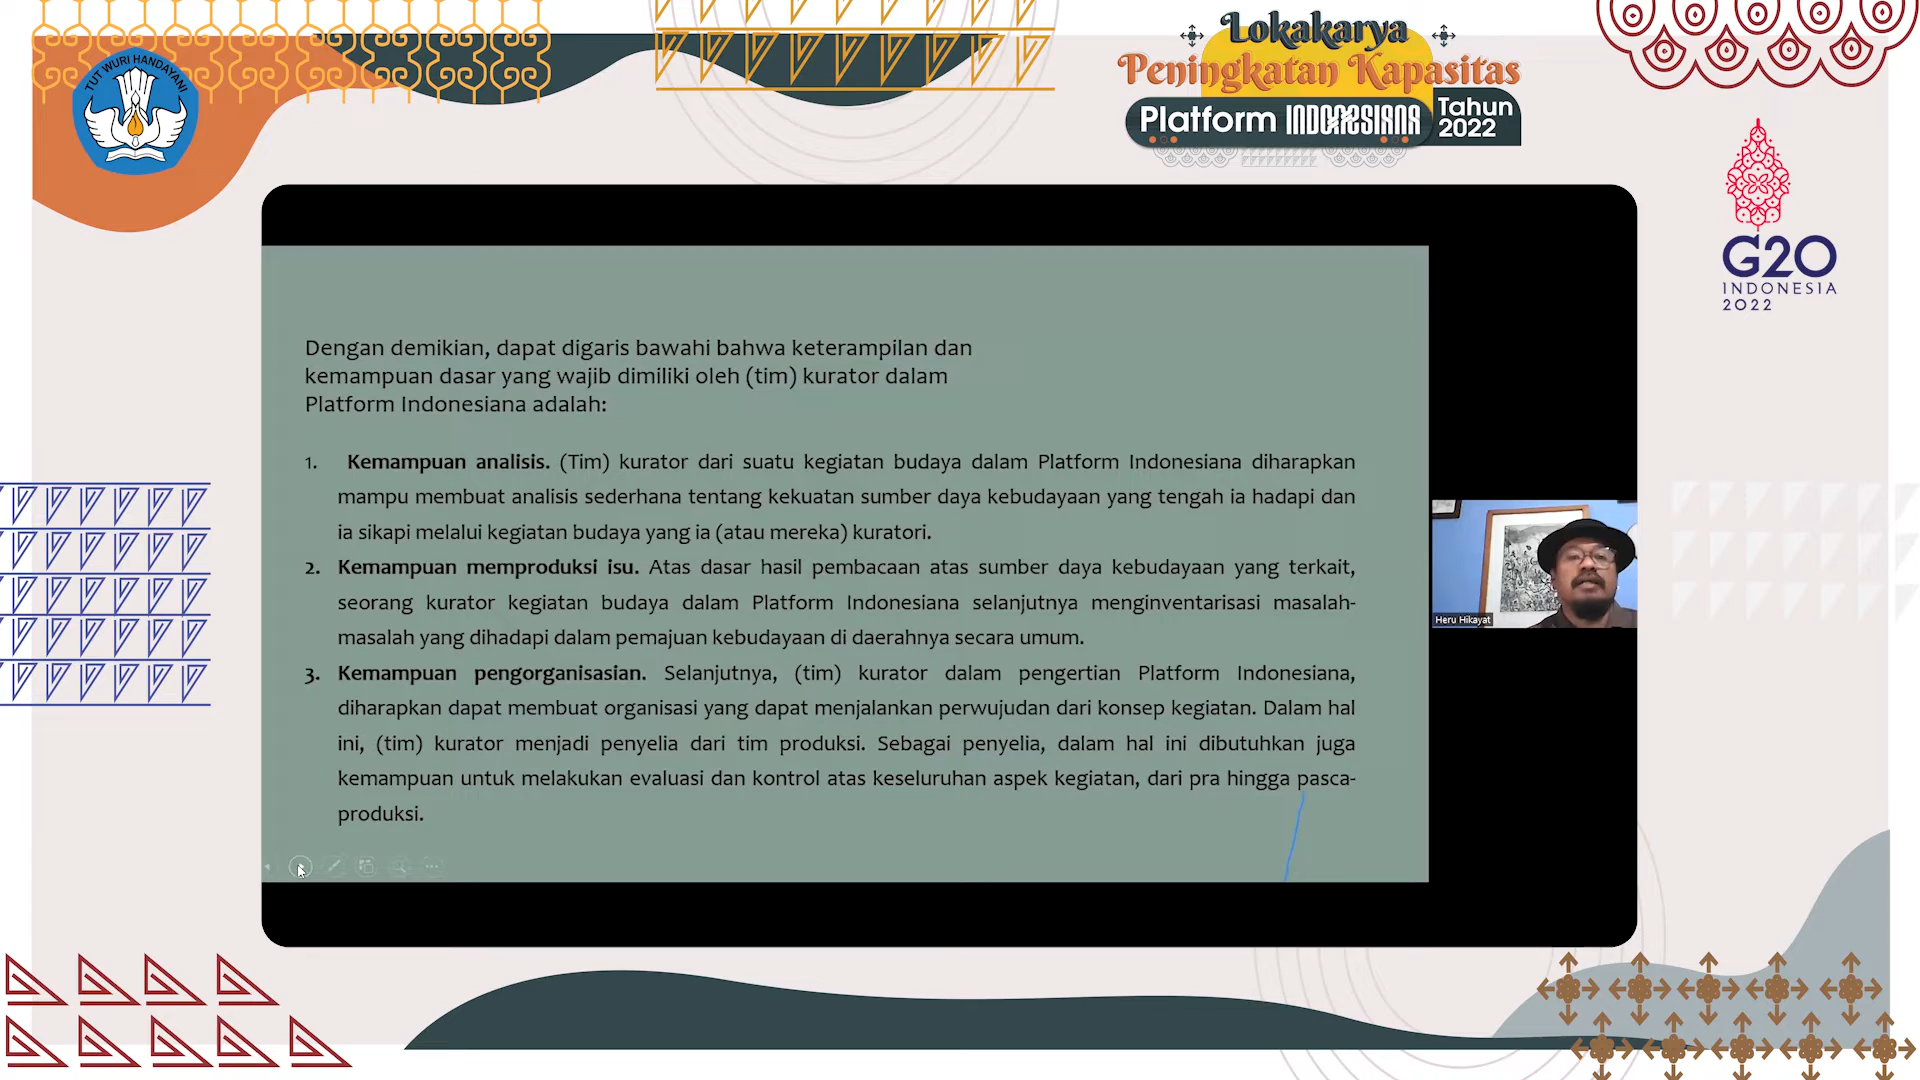 TUT WURI HANDAYANI
Lokakarya
Peningkatan Kapasitas
Platform INDONESIANA Tahun 2022
G20
INDONESIA
2022
Dengan demikian, dapat digaris bawahi bahwa keterampilan dan
kemampuan dasar yang wajib dimiliki oleh (tim) kurator dalam
Platform Indonesiana adalah:
1. Kemampuan analisis. (Tim) kurator dari suatu kegiatan budaya dalam Platform Indonesiana diharapkan
mampu membuat analisis sederhana tentang kekuatan sumber daya kebudayaan yang tengah ia hadapi dan
ia sikapi melalui kegiatan budaya yang ia (atau mereka) kuratori.
2. Kemampuan memproduksi isu. Atas dasar hasil pembacaan atas sumber daya kebudayaan yang terkait,
seorang kurator kegiatan budaya dalam Platform Indonesiana selanjutnya menginventarisasi masalah-
masalah yang dihadapi dalam pemajuan kebudayaan di daerahnya secara umum.
3. Kemampuan pengorganisasian. Selanjutnya, (tim) kurator dalam pengertian Platform Indonesiana,
diharapkan dapat membuat organisasi yang dapat menjalankan perwujudan dari konsep kegiatan. Dalam hal
ini, (tim) kurator menjadi penyelia dari tim produksi. Sebagai penyelia, dalam hal ini dibutuhkan juga
kemampuan untuk melakukan evaluasi dan kontrol atas keseluruhan aspek kegiatan, dari pra hingga pasca-
produksi.
Heru Hikayat